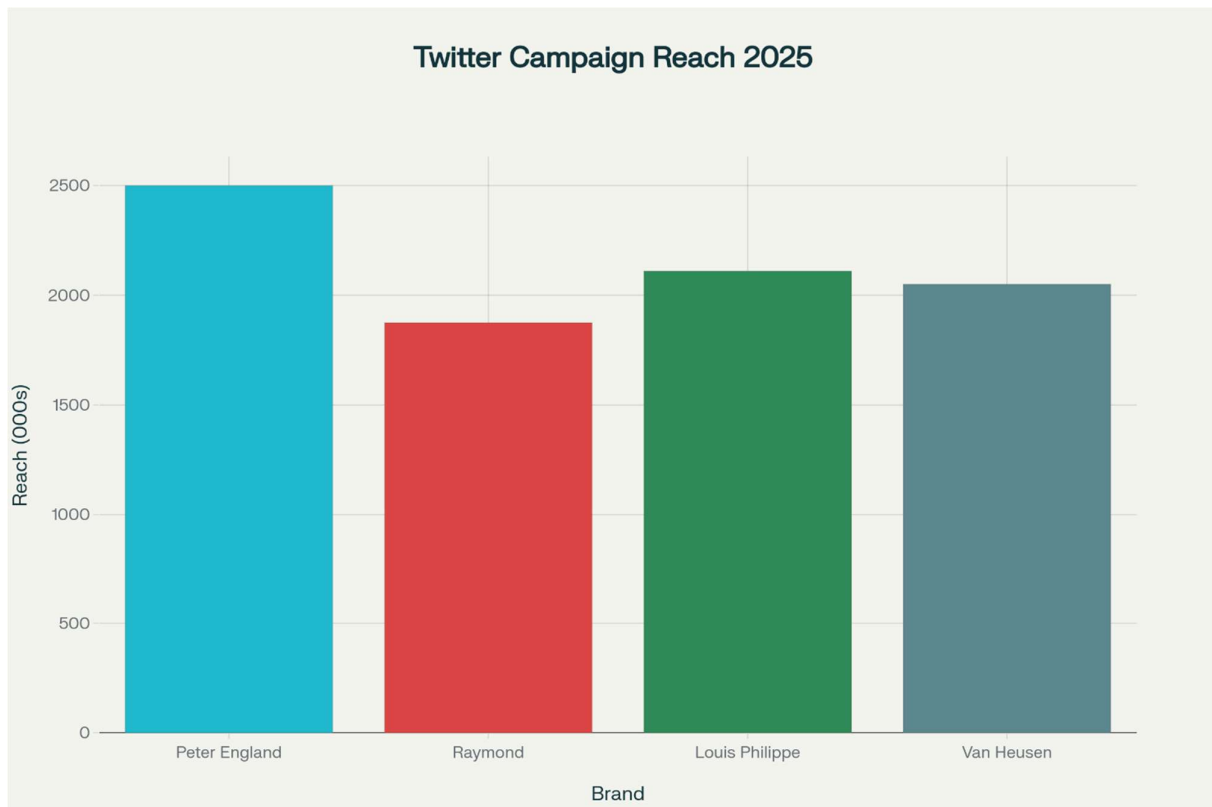 Twitter Campaign Reach 2025
Reach (000s)
2500
2000
1500
1000
500
0
Peter England
Raymond
Louis Philippe
Van Heusen
Brand